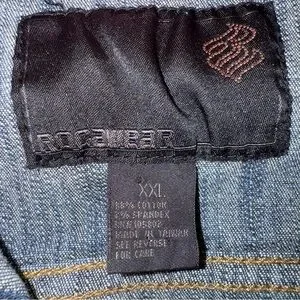 ROCAWEAR
XXL
98% COTTON
2% SPANDEX
MADE IN TAIWAN
SEE REVERSE
FOR CARE